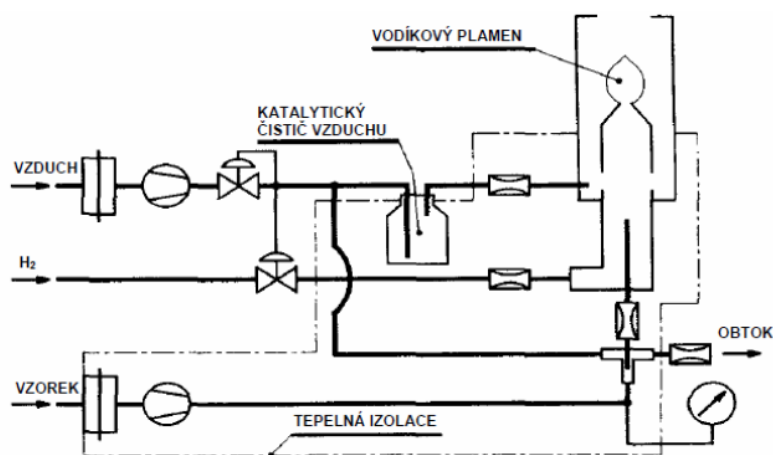 VODÍKOVÝ PLAMEN
KATALYTICKÝ
ČISTIČ VZDUCHU
VZDUCH
H₂
OBTOK
VZOREK
TEPELNÁ IZOLACE